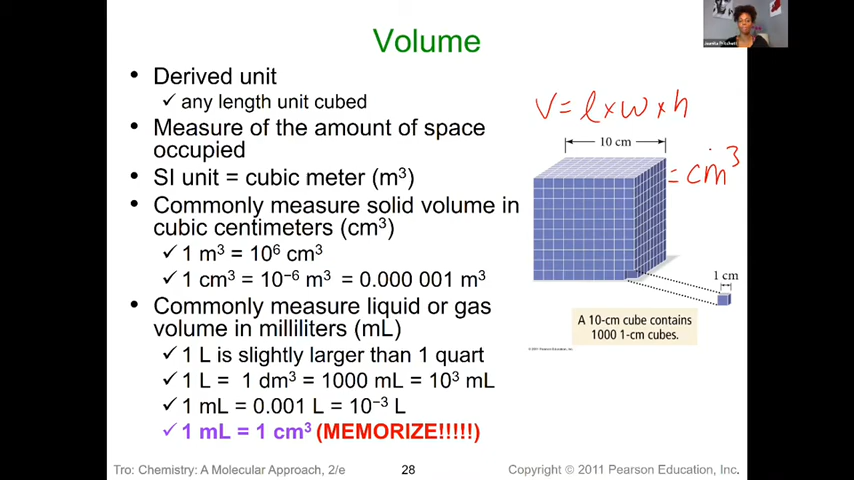 Volume
• Derived unit
✓ any length unit cubed
• Measure of the amount of space
occupied
• SI unit = cubic meter (m³)
• Commonly measure solid volume in
cubic centimeters (cm³)
✓ 1 m³ = 10⁶ cm³
✓ 1 cm³ = 10⁻⁶ m³ = 0.000 001 m³
• Commonly measure liquid or gas
volume in milliliters (mL)
✓ 1 L is slightly larger than 1 quart
✓ 1 L = 1 dm³ = 1000 mL = 10³ mL
✓ 1 mL = 0.001 L = 10⁻³ L
✓ 1 mL = 1 cm³ (MEMORIZE!!!!!)
V = l x w x h
10 cm
= cm³
1 cm
A 10-cm cube contains
1000 1-cm cubes.
© 2011 Pearson Education, Inc.
Tro: Chemistry: A Molecular Approach, 2/e
28
Copyright © 2011 Pearson Education, Inc.